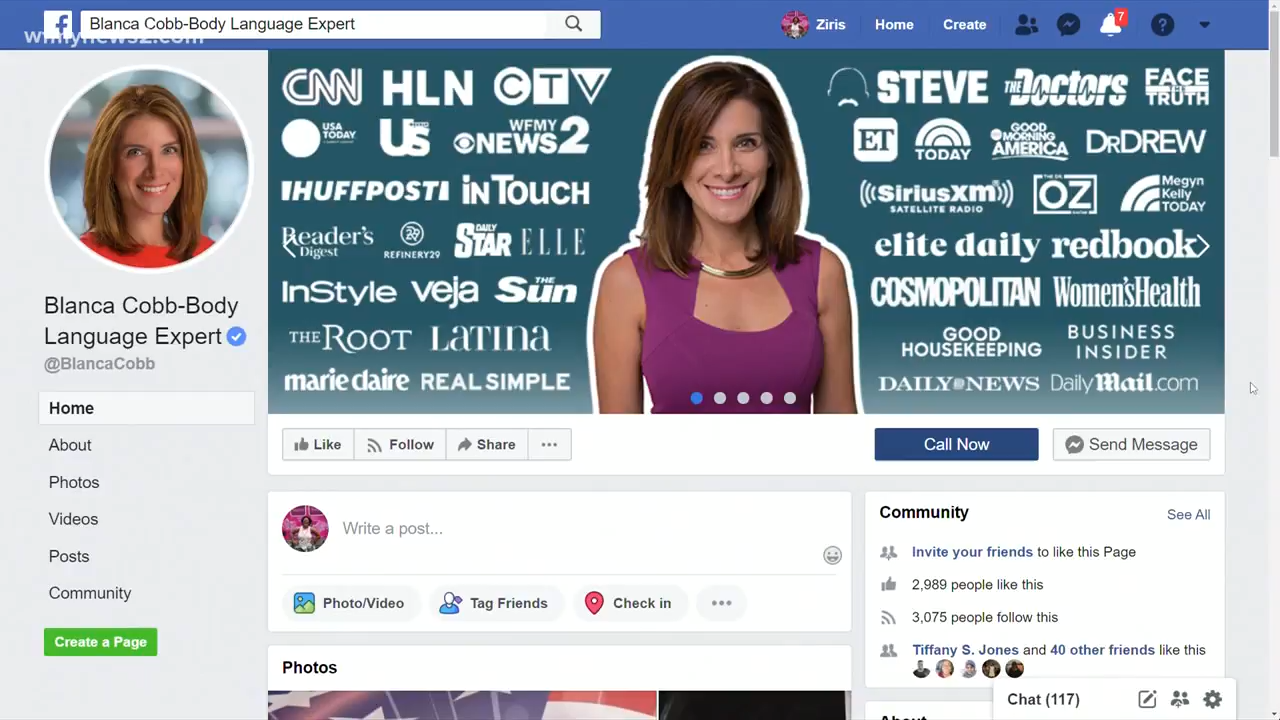 Blanca Cobb-Body Language Expert
Ziris
Home
Create
7
wfmynews2.com
CNN HLN CTV
USA TODAY
Us
WFMY NEWS 2
HUFFPOST
inTouch
Reader's Digest
REFINERY29
DAILY STAR
ELLE
InStyle veja The Sun
THE ROOT LATINA
marie claire REAL SIMPLE
STEVE The Doctors FACE THE TRUTH
ET
TODAY
GOOD MORNING AMERICA
DR DREW
((SiriusXM))
SATELLITE RADIO
THE DR. OZ SHOW
Megyn Kelly TODAY
elite daily redbook
COSMOPOLITAN Women'sHealth
GOOD HOUSEKEEPING
BUSINESS INSIDER
DAILY NEWS DailyMail.com
Blanca Cobb-Body
Language Expert
@BlancaCobb
Home
About
Photos
Videos
Posts
Community
Create a Page
Like
Follow
Share
Call Now
Send Message
Write a post...
Photo/Video
Tag Friends
Check in
Photos
Community
See All
Invite your friends to like this Page
2,989 people like this
3,075 people follow this
Tiffany S. Jones and 40 other friends like this
About
Chat (117)